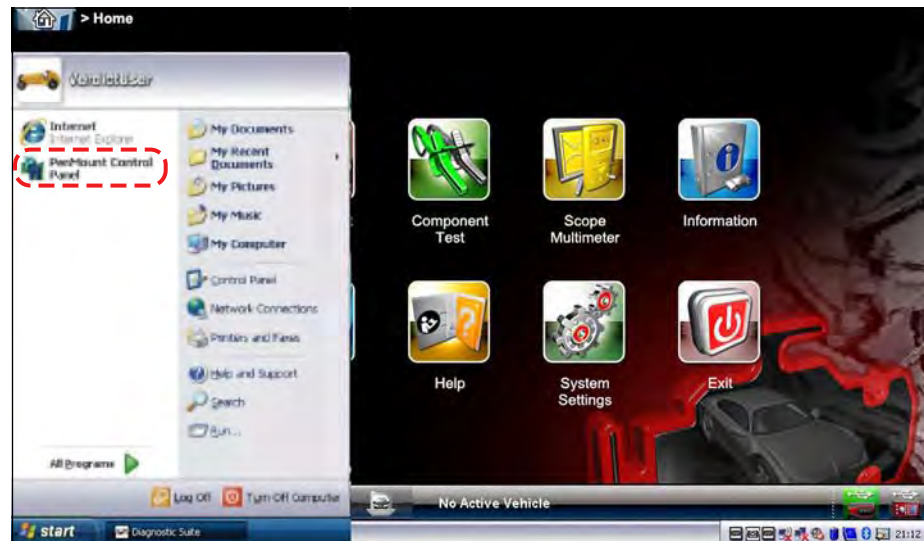 > Home
VerdictUser
Internet
Internet Explorer
PenMount Control
Panel
My Documents
My Recent
Documents
My Pictures
My Music
My Computer
Control Panel
Network Connections
Printers and Faxes
Help and Support
Search
Run...
All Programs
Log Off
Turn Off Computer
Component
Test
Scope
Multimeter
Information
Help
System
Settings
Exit
No Active Vehicle
start
Diagnostic Suite
21:12